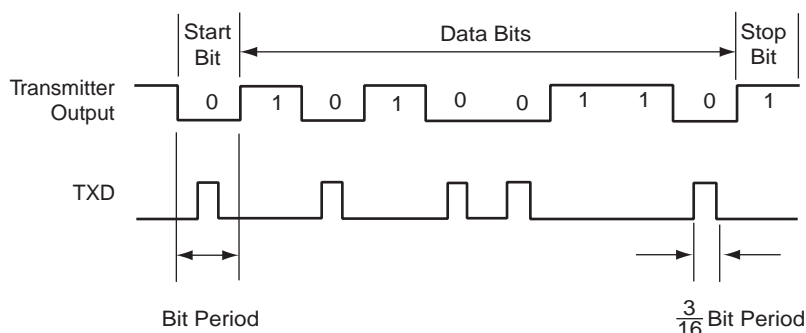 Start
Bit
Data Bits
Stop
Bit
Transmitter
Output
0 1 0 1 0 0 1 1 0 1
TXD
Bit Period
3
16 Bit Period